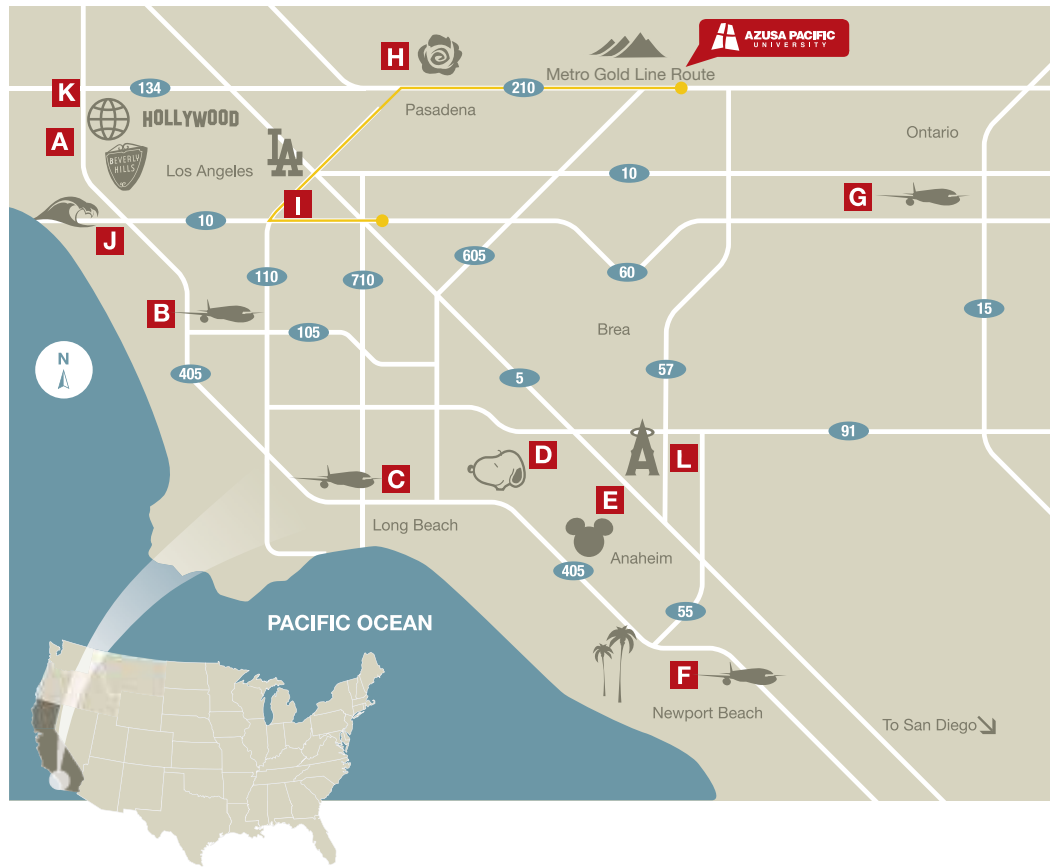 AZUSA PACIFIC
UNIVERSITY
H
Metro Gold Line Route
K
134
210
Pasadena
HOLLYWOOD
A
Ontario
BEVERLY
HILLS
Los Angeles
LA
10
G
I
10
J
605
60
110
710
B
15
105
Brea
N
405
5
57
91
D
L
A
C
E
Long Beach
Anaheim
405
55
PACIFIC OCEAN
F
Newport Beach
To San Diego